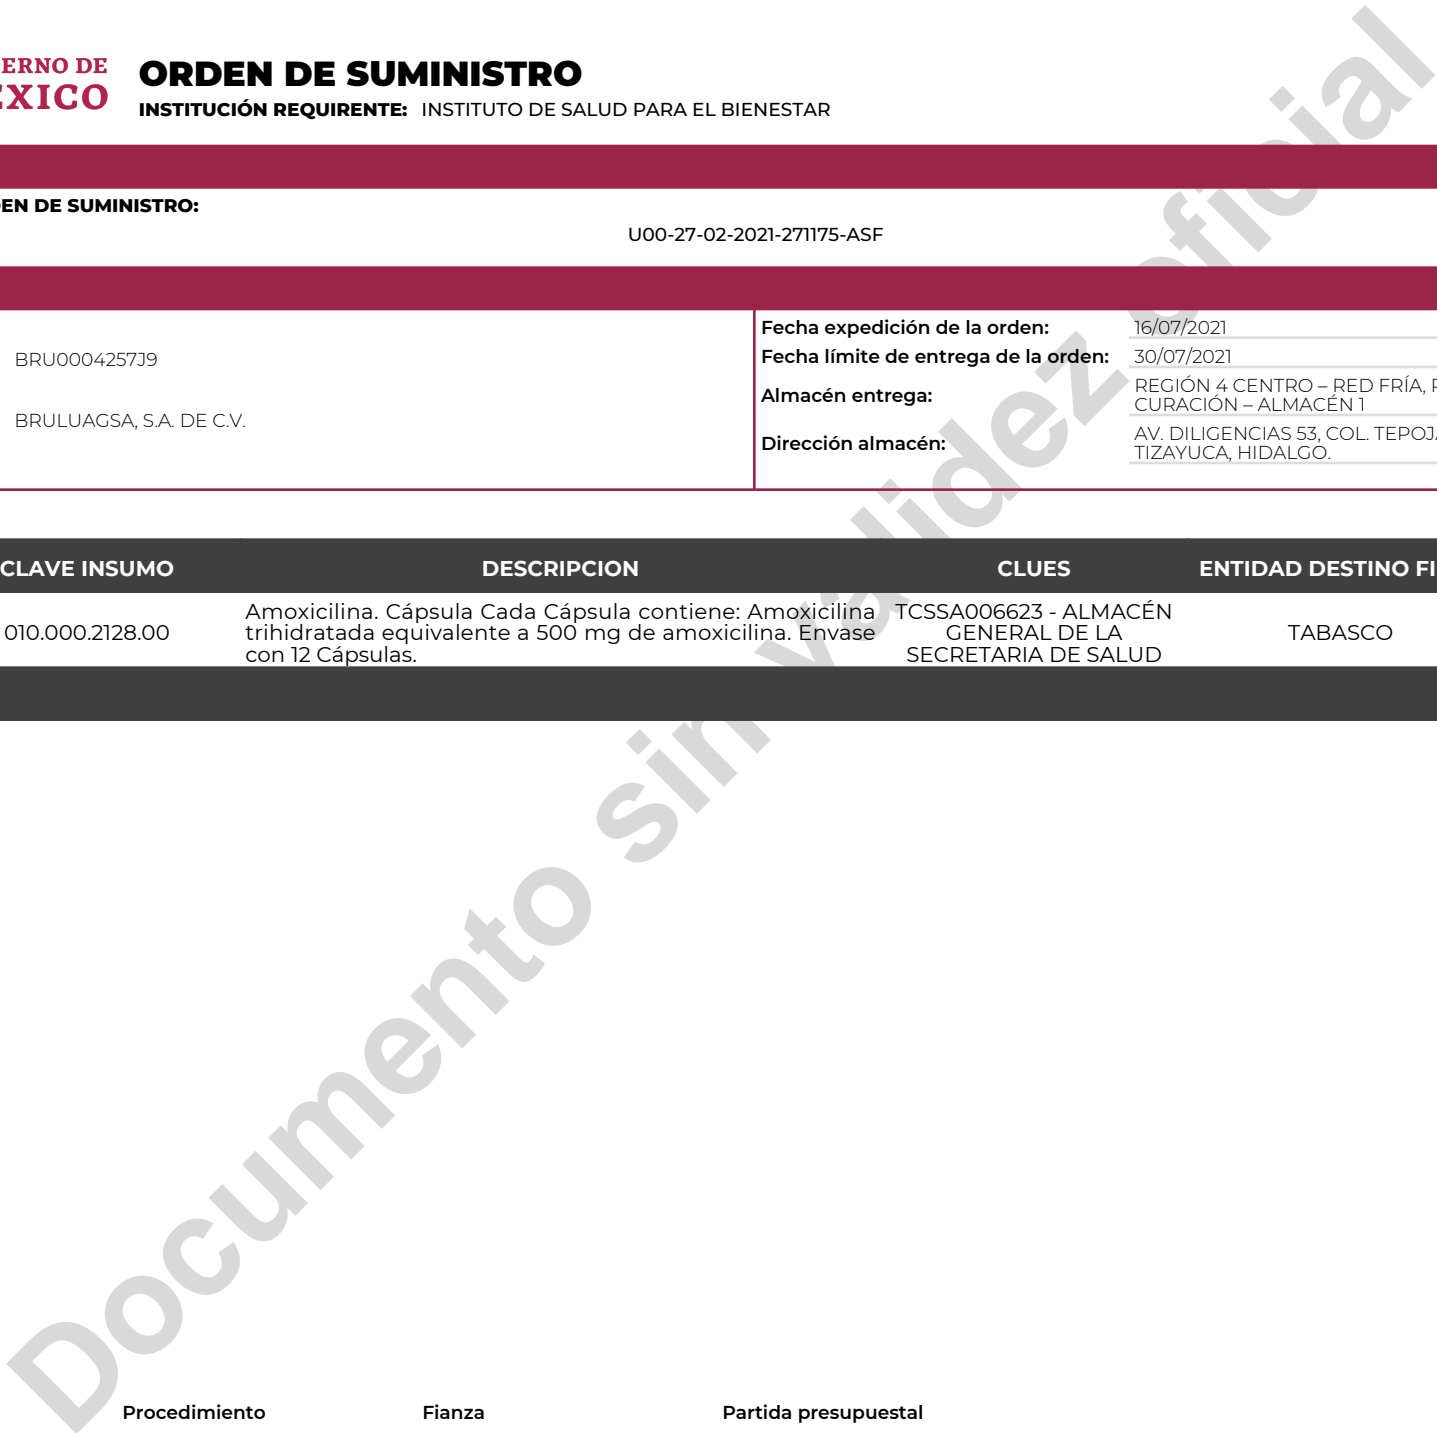 ERNO DE
EXICO
ORDEN DE SUMINISTRO
INSTITUCIÓN REQUIRENTE: INSTITUTO DE SALUD PARA EL BIENESTAR
EN DE SUMINISTRO:
U00-27-02-2021-271175-ASF
BRU0004257J9
BRULUAGSA, S.A. DE C.V.
Fecha expedición de la orden: 16/07/2021
Fecha límite de entrega de la orden: 30/07/2021
Almacén entrega: REGIÓN 4 CENTRO – RED FRÍA,
CURACIÓN – ALMACÉN 1
Dirección almacén: AV. DILIGENCIAS 53, COL. TEPOJ
TIZAYUCA, HIDALGO.
CLAVE INSUMO DESCRIPCION CLUES ENTIDAD DESTINO FI
010.000.2128.00
Amoxicilina. Cápsula Cada Cápsula contiene: Amoxicilina
trihidratada equivalente a 500 mg de amoxicilina. Envase
con 12 Cápsulas.
TCSSA006623 - ALMACÉN
GENERAL DE LA
SECRETARIA DE SALUD
TABASCO
Documento sin validez oficial
Procedimiento Fianza Partida presupuestal